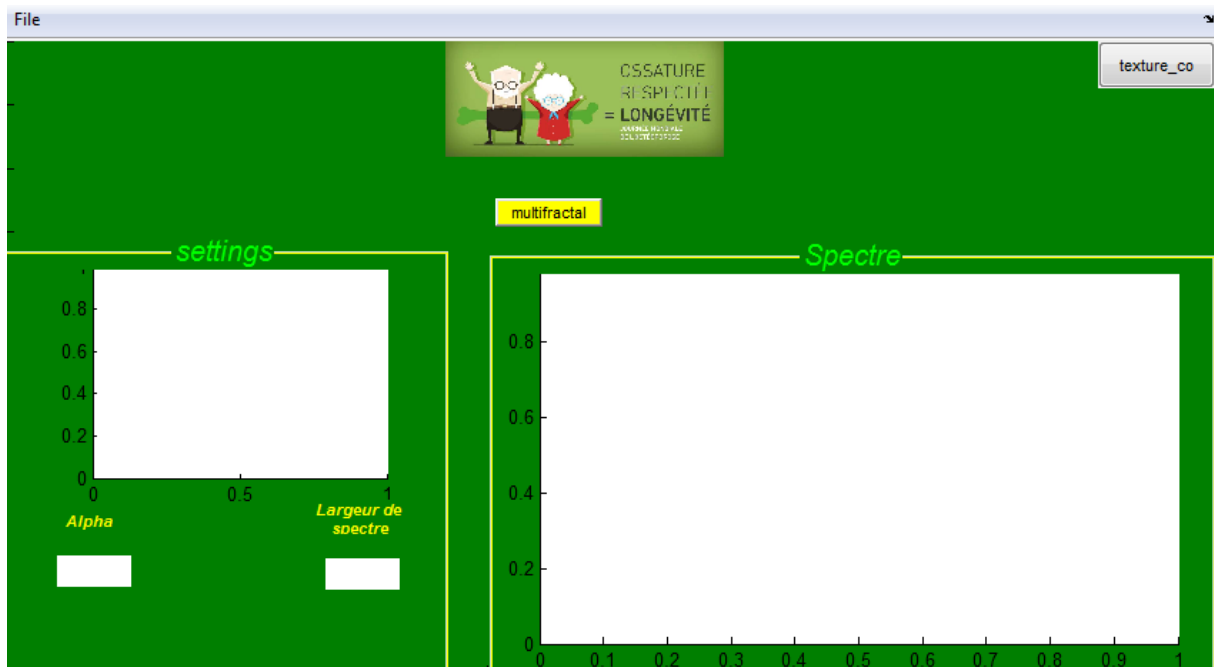 File
texture_co
OSSATURE
RESPECTÉE
= LONGÉVITÉ
multifractal
settings
0.8
0.6
0.4
0.2
0
0 0.5 1
Alpha
Largeur de
spectre
Spectre
0.8
0.6
0.4
0.2
0
0 0.1 0.2 0.3 0.4 0.5 0.6 0.7 0.8 0.9 1